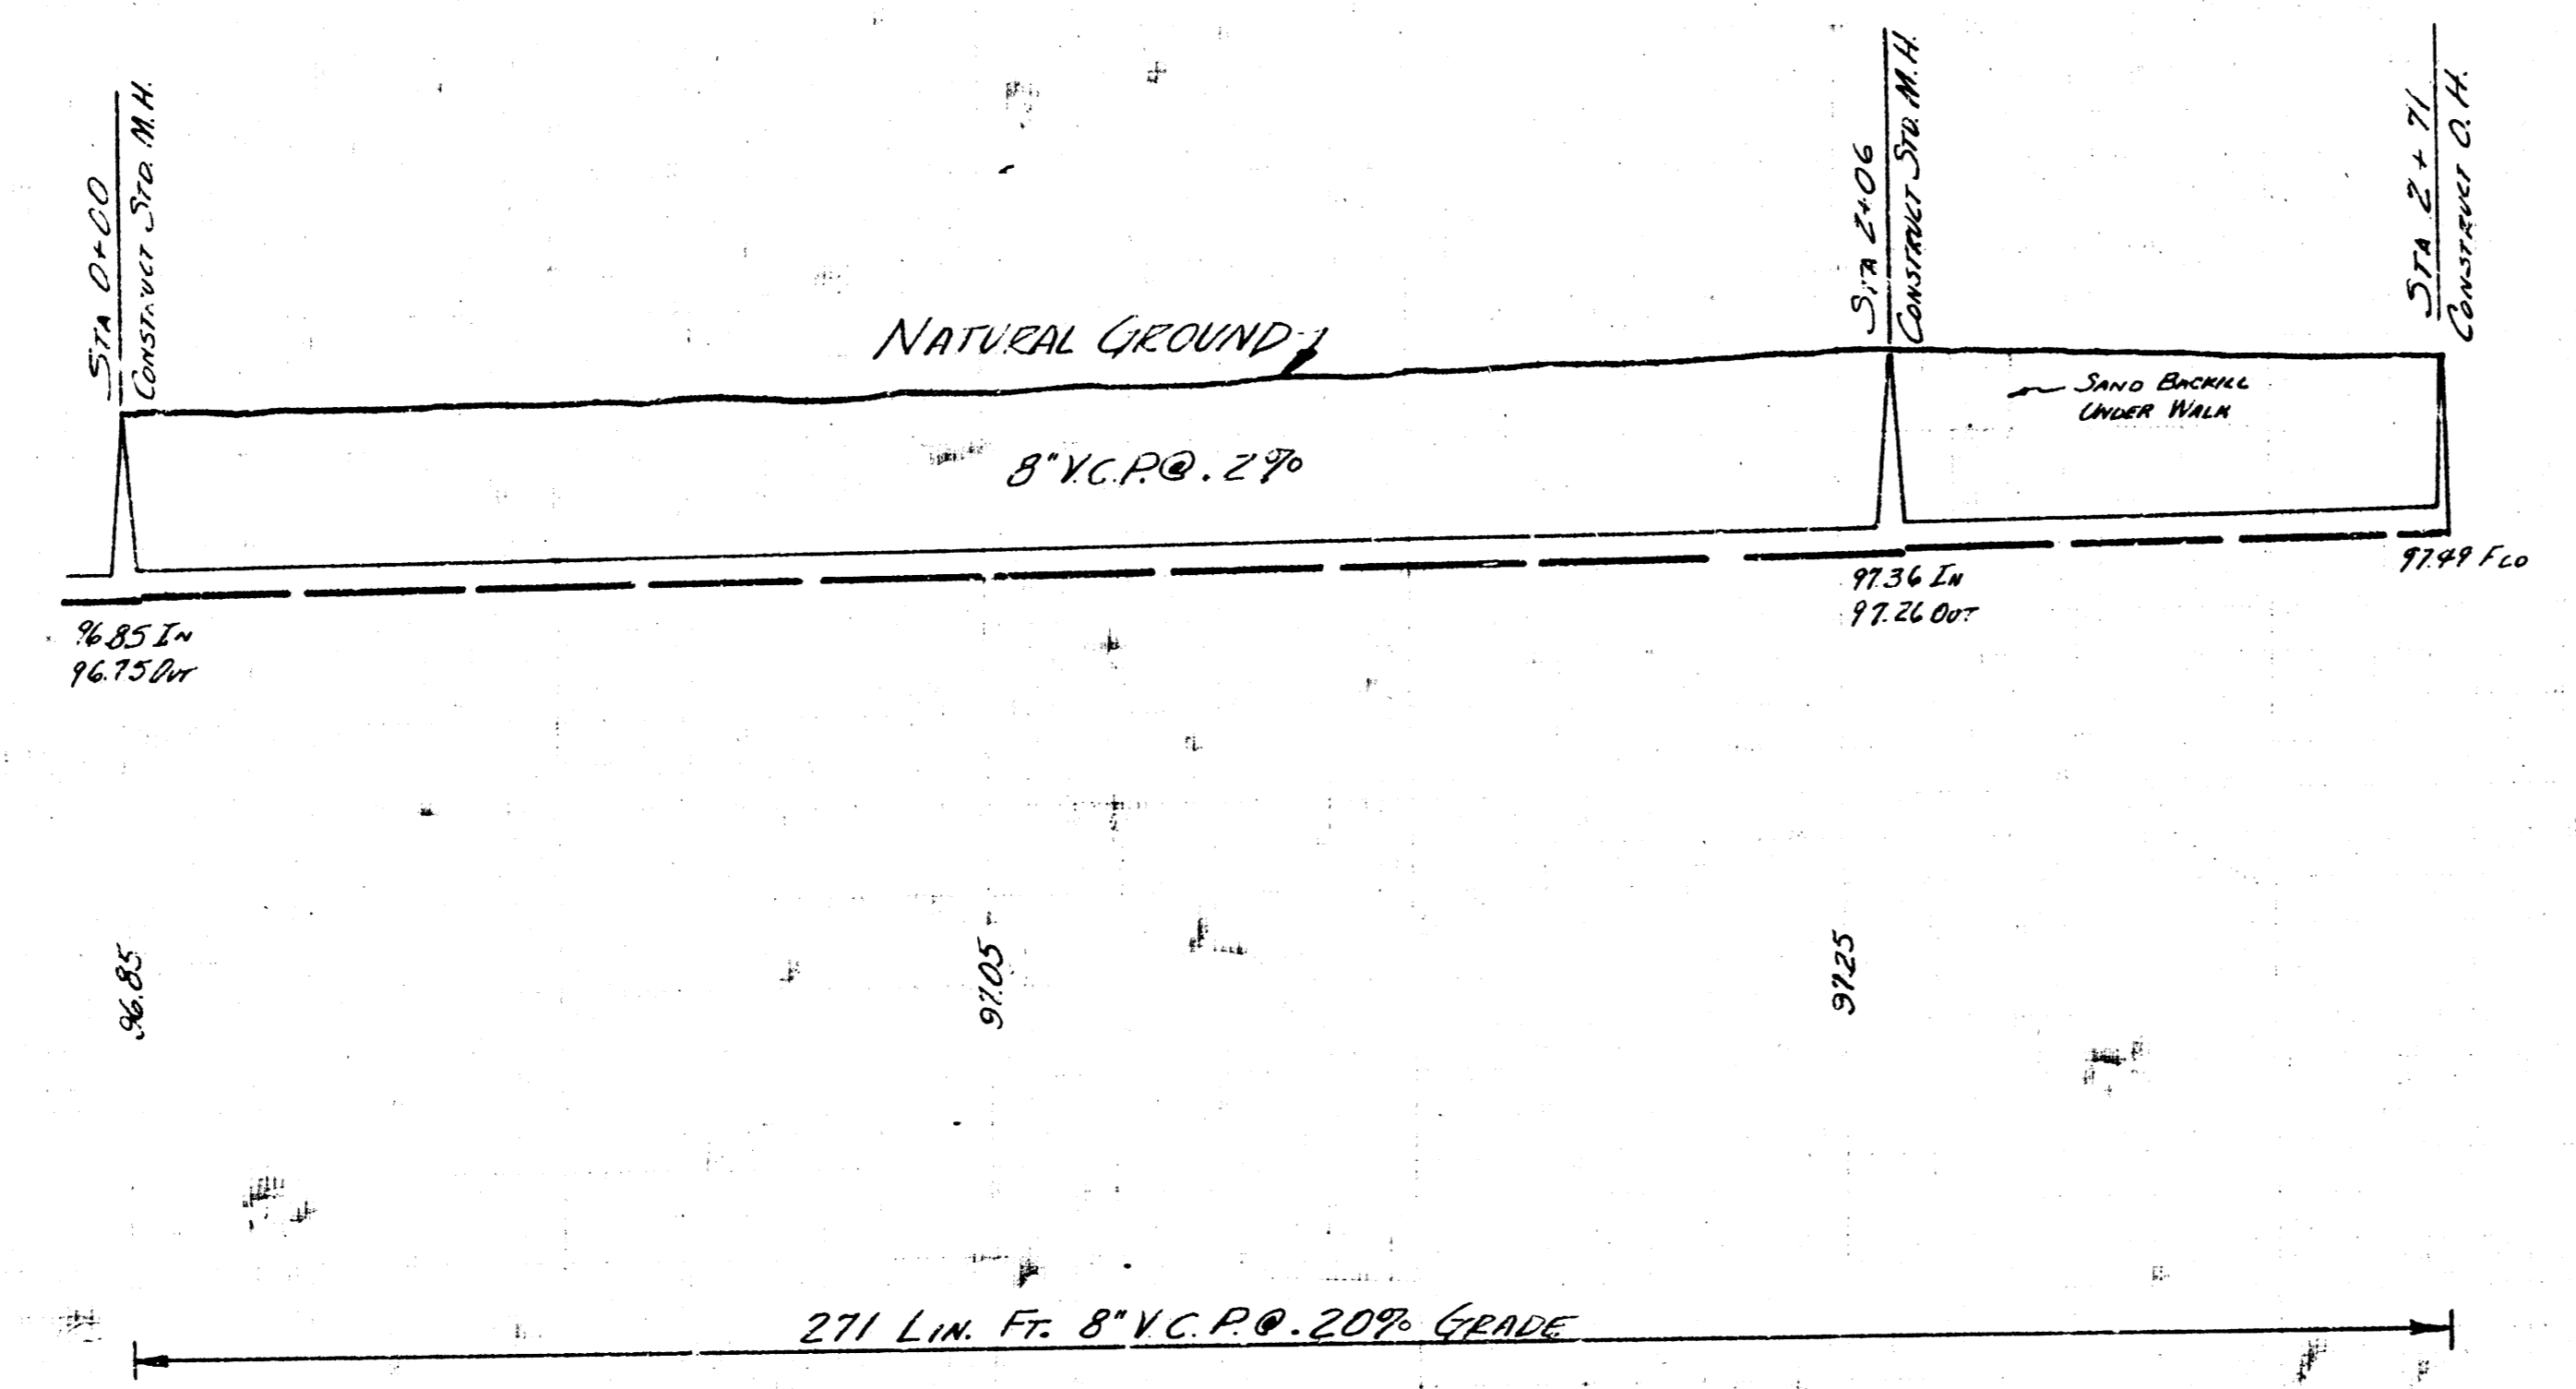 STA 0+00
CONSTRUCT STD. M.H.
STA 2+06
CONSTRUCT STD. M.H.
STA 2+71
CONSTRUCT C.H.
NATURAL GROUND
SAND BACKILL
UNDER WALK
8" V.C.P. @ .2%
97.49 FLO
97.36 IN
97.26 OUT
96.85 IN
96.75 OUT
96.85
97.05
97.25
271 LIN. FT. 8" V.C.P. @ .20% GRADE